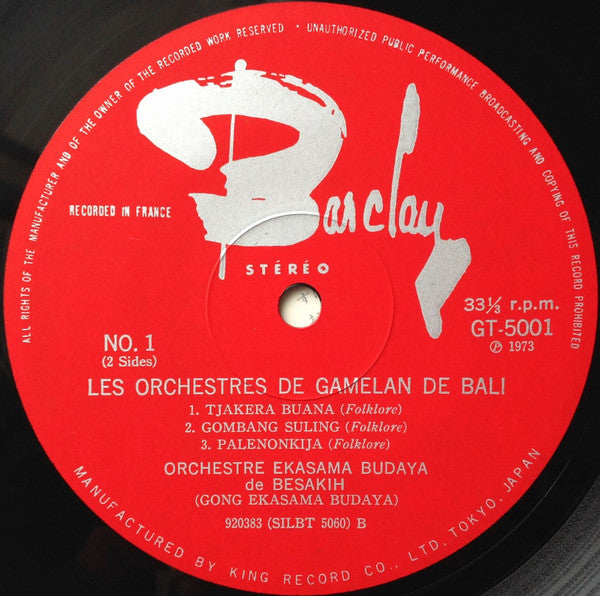 ALL RIGHTS OF THE MANUFACTURER AND OF THE OWNER OF THE RECORDED WORK RESERVED • UNAUTHORIZED PUBLIC PERFORMANCE BROADCASTING AND COPYING OF THIS RECORD PROHIBITED
Barclay
RECORDED IN FRANCE
STÉRÉO
33⅓ r.p.m.
GT-5001
Ⓟ 1973
NO. 1
(2 Sides)
LES ORCHESTRES DE GAMELAN DE BALI
1. TJAKERA BUANA (Folklore)
2. GOMBANG SULING (Folklore)
3. PALENONKIJA (Folklore)
ORCHESTRE EKASAMA BUDAYA
de BESAKIH
(GONG EKASAMA BUDAYA)
920383 (SILBT 5060) B
MANUFACTURED BY KING RECORD CO., LTD, TOKYO, JAPAN